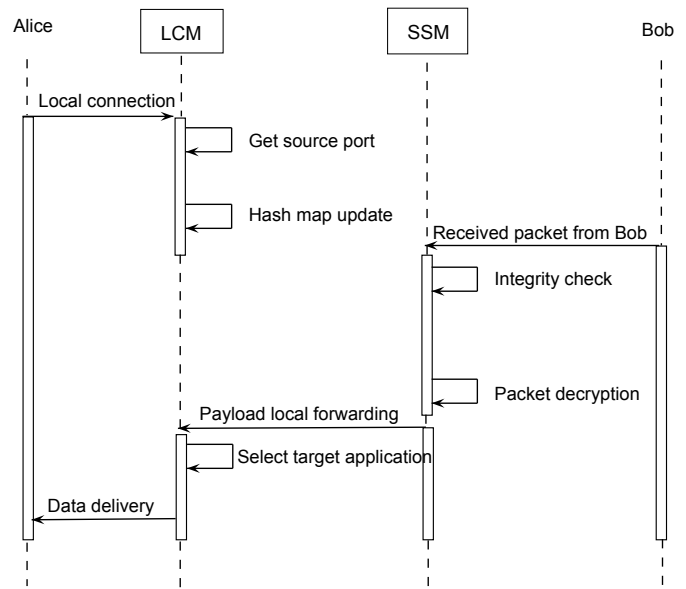 Alice
LCM
SSM
Bob
Local connection
Get source port
Hash map update
Received packet from Bob
Integrity check
Packet decryption
Payload local forwarding
Select target application
Data delivery